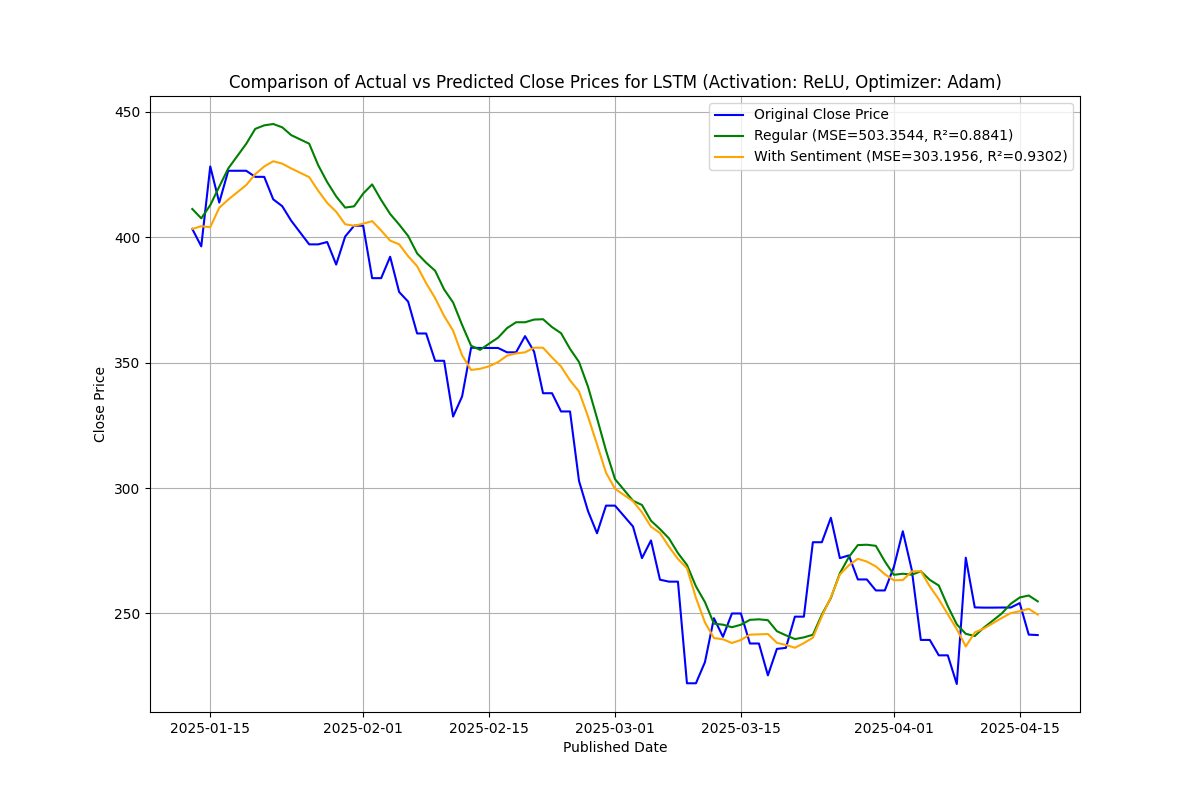 Comparison of Actual vs Predicted Close Prices for LSTM (Activation: ReLU, Optimizer: Adam)
Original Close Price
Regular (MSE=503.3544, R²=0.8841)
With Sentiment (MSE=303.1956, R²=0.9302)
450
400
350
300
250
Close Price
2025-01-15
2025-02-01
2025-02-15
2025-03-01
2025-03-15
2025-04-01
2025-04-15
Published Date